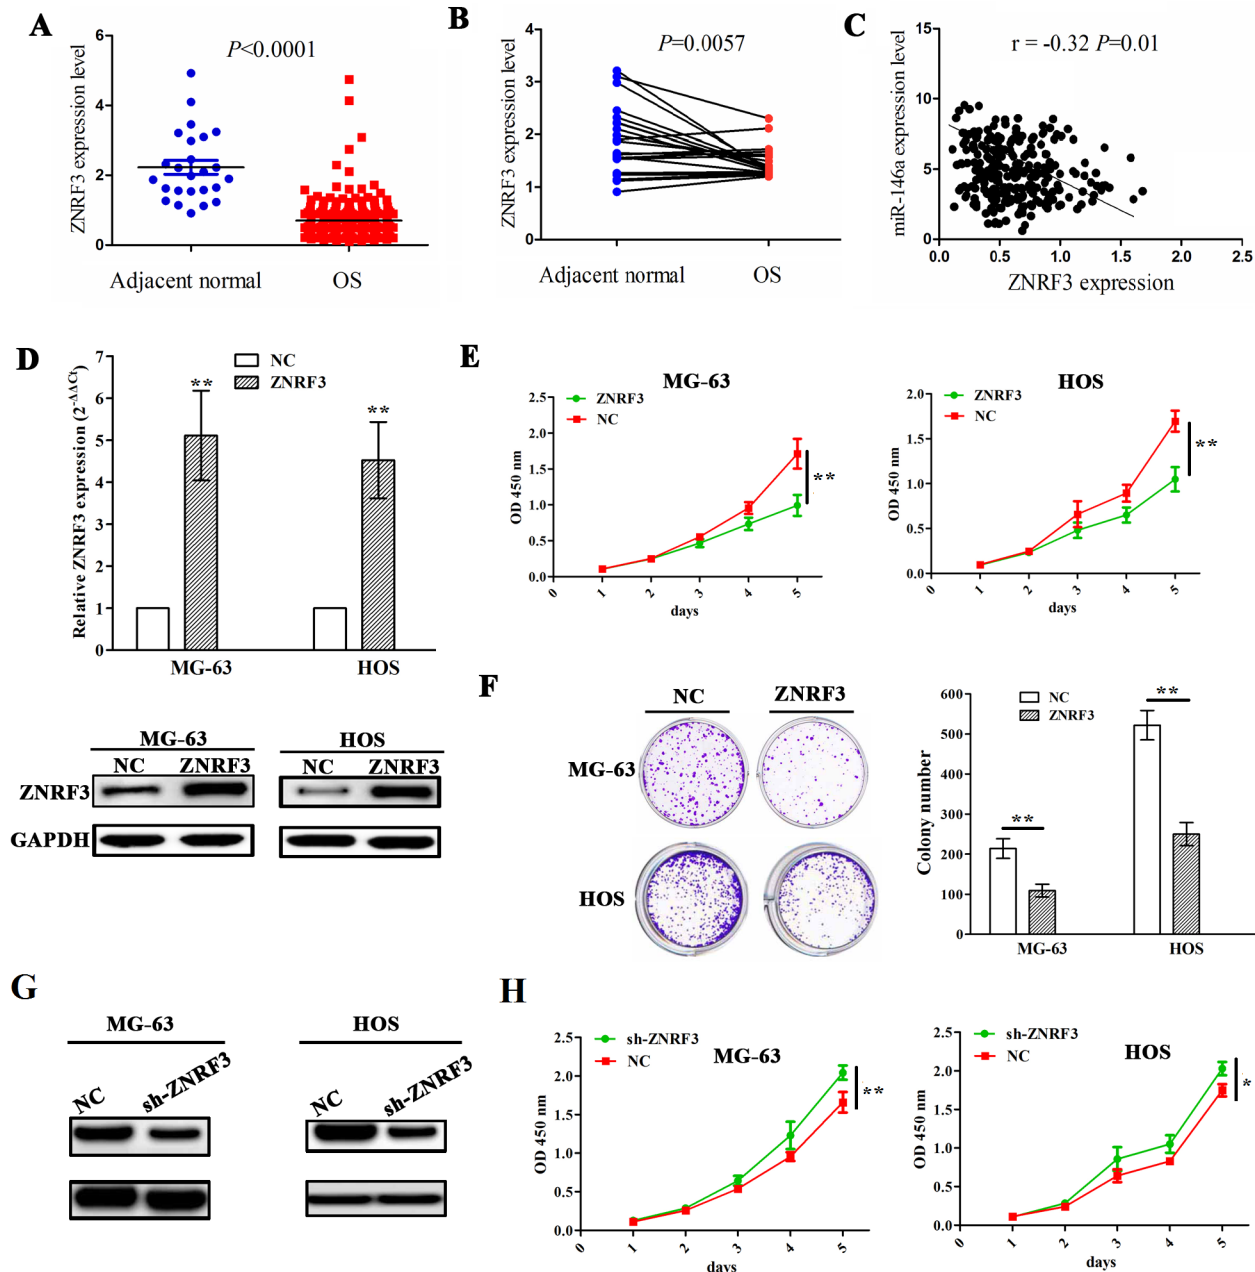 A
ZNRF3 expression level
6
4
2
0
P<0.0001
Adjacent normal
OS
B
ZNRF3 expression level
4
3
2
1
0
P=0.0057
Adjacent normal
OS
C
miR-146a expression level
15
10
5
0
r = -0.32 P=0.01
0.0 0.5 1.0 1.5 2.0 2.5
ZNRF3 expression
D
Relative ZNRF3 expression (2-ΔΔCt)
7
6
5
4
3
2
1
0
NC
ZNRF3
**
**
MG-63
HOS
MG-63
HOS
NC ZNRF3
NC ZNRF3
ZNRF3
GAPDH
E
MG-63
ZNRF3
NC
OD 450 nm
2.5
2.0
1.5
1.0
0.5
0.0
**
0 1 2 3 4 5
days
HOS
ZNRF3
NC
OD 450 nm
2.0
1.5
1.0
0.5
0.0
**
0 1 2 3 4 5
days
F
NC
ZNRF3
MG-63
HOS
Colony number
600
500
400
300
200
100
0
NC
ZNRF3
**
**
MG-63
HOS
G
MG-63
HOS
NC
sh-ZNRF3
NC
sh-ZNRF3
H
sh-ZNRF3
NC
MG-63
OD 450 nm
2.5
2.0
1.5
1.0
0.5
0.0
**
0 1 2 3 4 5
days
sh-ZNRF3
NC
HOS
OD 450 nm
2.5
2.0
1.5
1.0
0.5
0.0
*
0 1 2 3 4 5
days